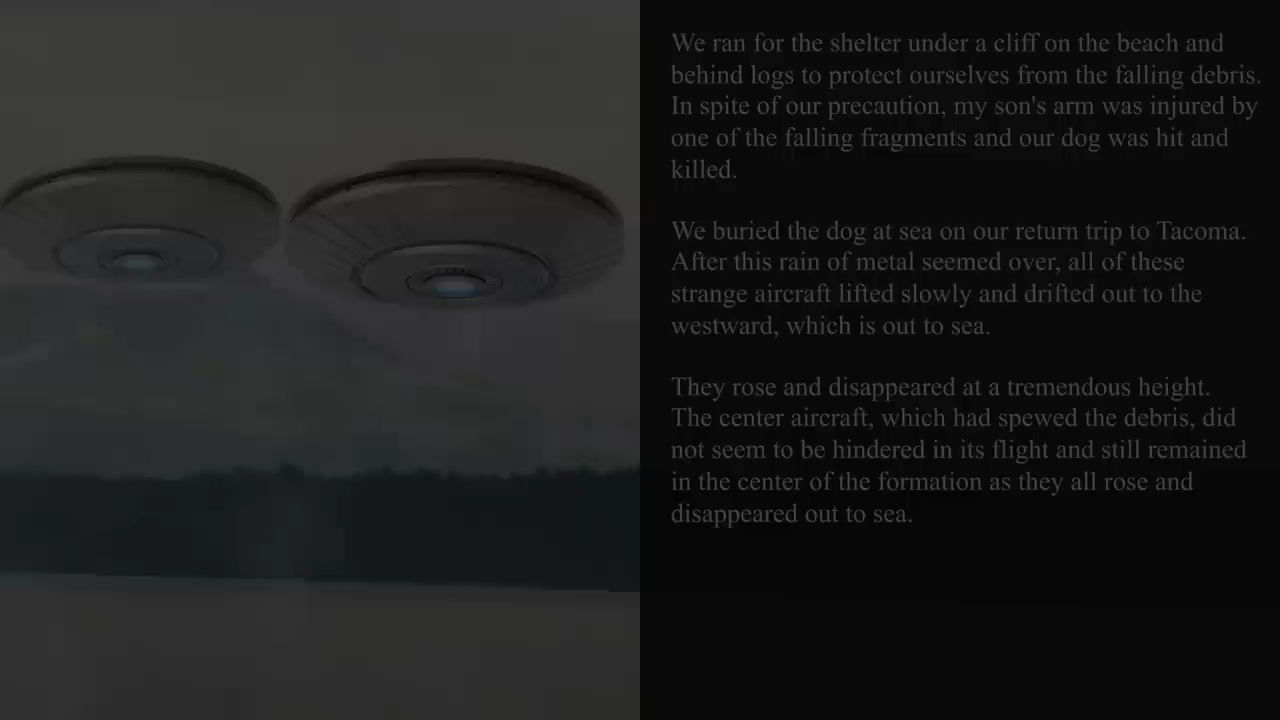 We ran for the shelter under a cliff on the beach and
behind logs to protect ourselves from the falling debris.
In spite of our precaution, my son's arm was injured by
one of the falling fragments and our dog was hit and
killed.
We buried the dog at sea on our return trip to Tacoma.
After this rain of metal seemed over, all of these
strange aircraft lifted slowly and drifted out to the
westward, which is out to sea.
They rose and disappeared at a tremendous height.
The center aircraft, which had spewed the debris, did
not seem to be hindered in its flight and still remained
in the center of the formation as they all rose and
disappeared out to sea.